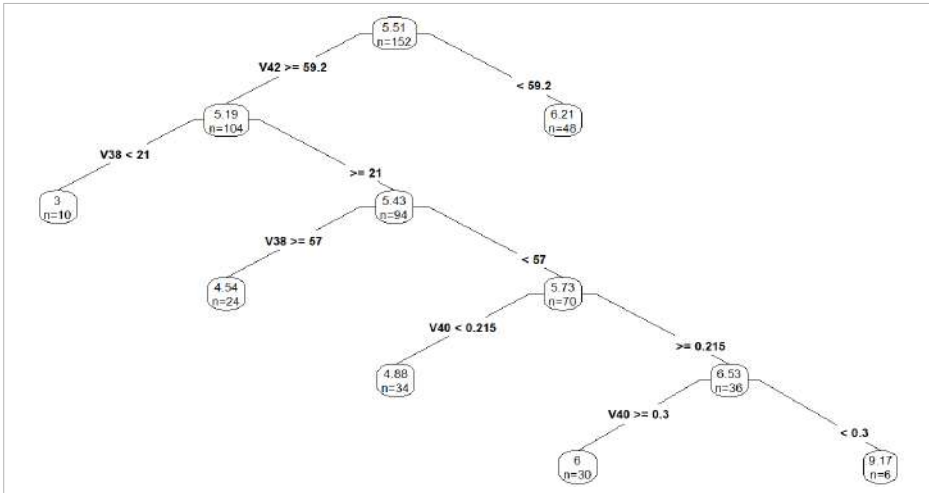 5.51
n=152
V42 >= 59.2
< 59.2
5.19
n=104
6.21
n=48
V38 < 21
>= 21
3
n=10
5.43
n=94
V38 >= 57
< 57
4.54
n=24
5.73
n=70
V40 < 0.215
>= 0.215
4.88
n=34
6.53
n=36
V40 >= 0.3
< 0.3
6
n=30
9.17
n=6